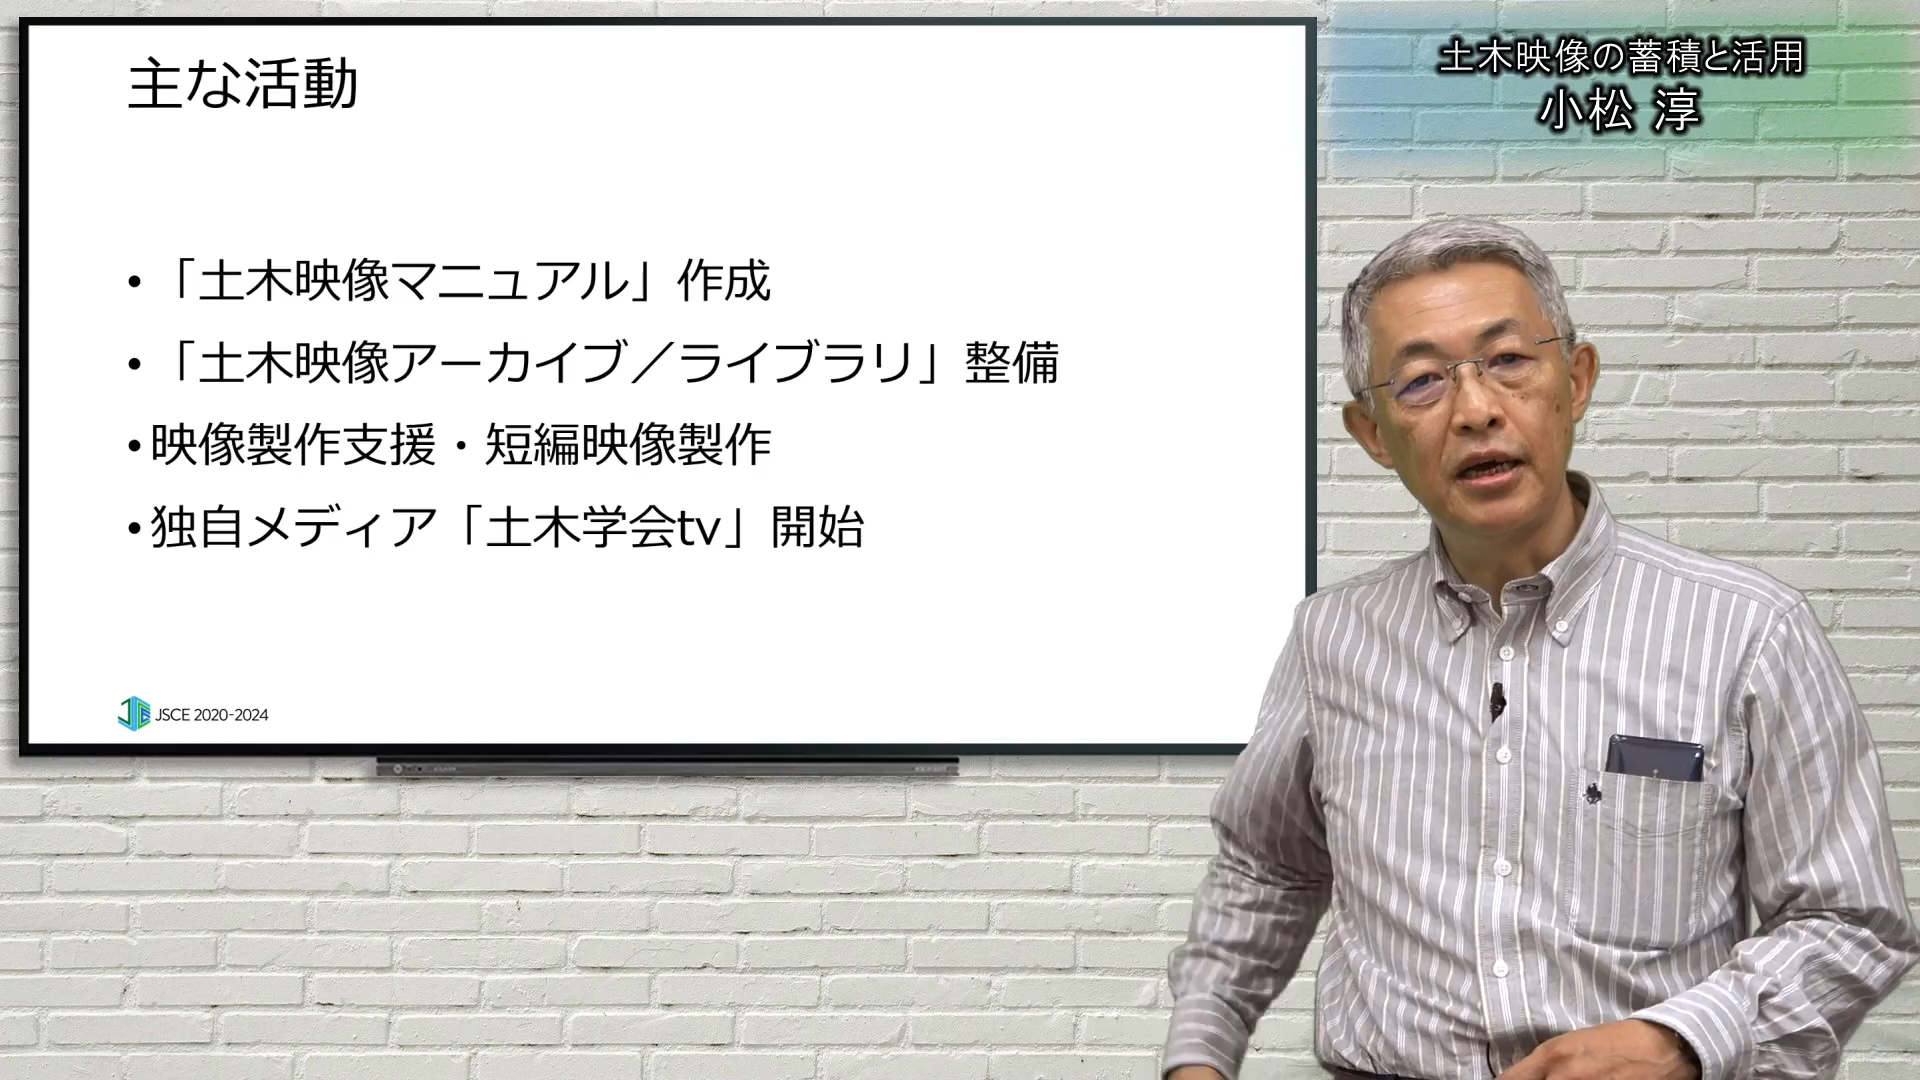 主な活動
•「土木映像マニュアル」作成
•「土木映像アーカイブ／ライブラリ」整備
•映像製作支援・短編映像製作
•独自メディア「土木学会tv」開始
JSCE 2020-2024
土木映像の蓄積と活用
小松 淳